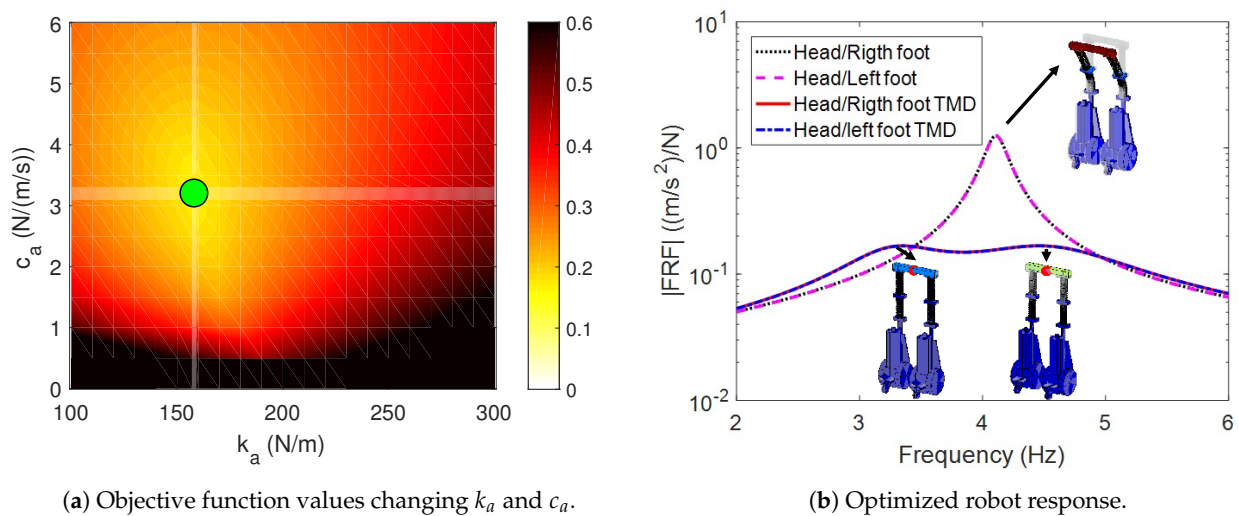 6
5
4
3
2
1
0
c_a (N/(m/s))
100
150
200
250
300
k_a (N/m)
0.6
0.5
0.4
0.3
0.2
0.1
0
(a) Objective function values changing k_a and c_a.
10^1
10^0
10^-1
10^-2
|FRF| ((m/s^2)/N)
Head/Rigth foot
Head/Left foot
Head/Rigth foot TMD
Head/left foot TMD
2
3
4
5
6
Frequency (Hz)
(b) Optimized robot response.